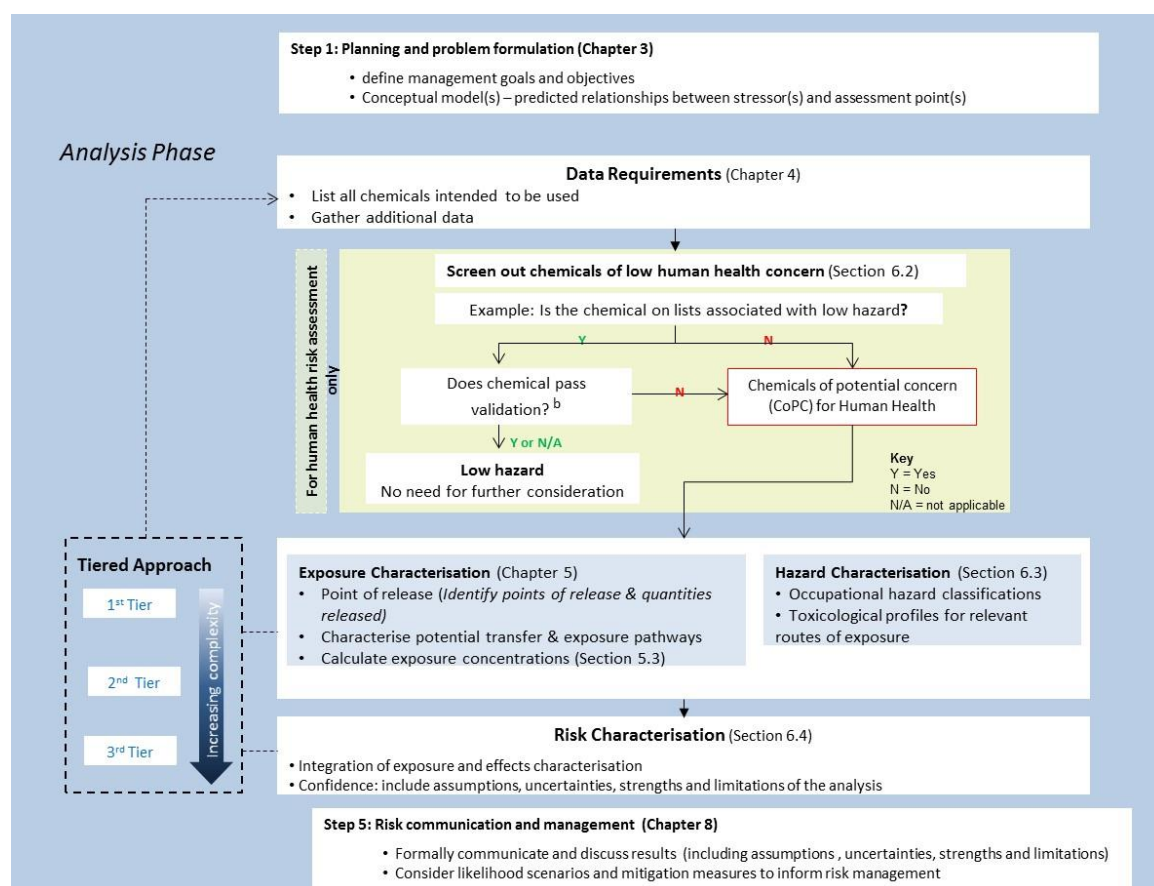 Step 1: Planning and problem formulation (Chapter 3)
• define management goals and objectives
• Conceptual model(s) – predicted relationships between stressor(s) and assessment point(s)
Analysis Phase
Data Requirements (Chapter 4)
• List all chemicals intended to be used
• Gather additional data
For human health risk assessment
only
Screen out chemicals of low human health concern (Section 6.2)
Example: Is the chemical on lists associated with low hazard?
Y
N
Does chemical pass
validation? b
N
Chemicals of potential concern
(CoPC) for Human Health
Y or N/A
Low hazard
No need for further consideration
Key
Y = Yes
N = No
N/A = not applicable
Tiered Approach
1st Tier
2nd Tier
3rd Tier
Increasing complexity
Exposure Characterisation (Chapter 5)
• Point of release (Identify points of release & quantities
released)
• Characterise potential transfer & exposure pathways
• Calculate exposure concentrations (Section 5.3)
Hazard Characterisation (Section 6.3)
• Occupational hazard classifications
• Toxicological profiles for relevant
routes of exposure
Risk Characterisation (Section 6.4)
• Integration of exposure and effects characterisation
• Confidence: include assumptions, uncertainties, strengths and limitations of the analysis
Step 5: Risk communication and management (Chapter 8)
• Formally communicate and discuss results (including assumptions , uncertainties, strengths and limitations)
• Consider likelihood scenarios and mitigation measures to inform risk management